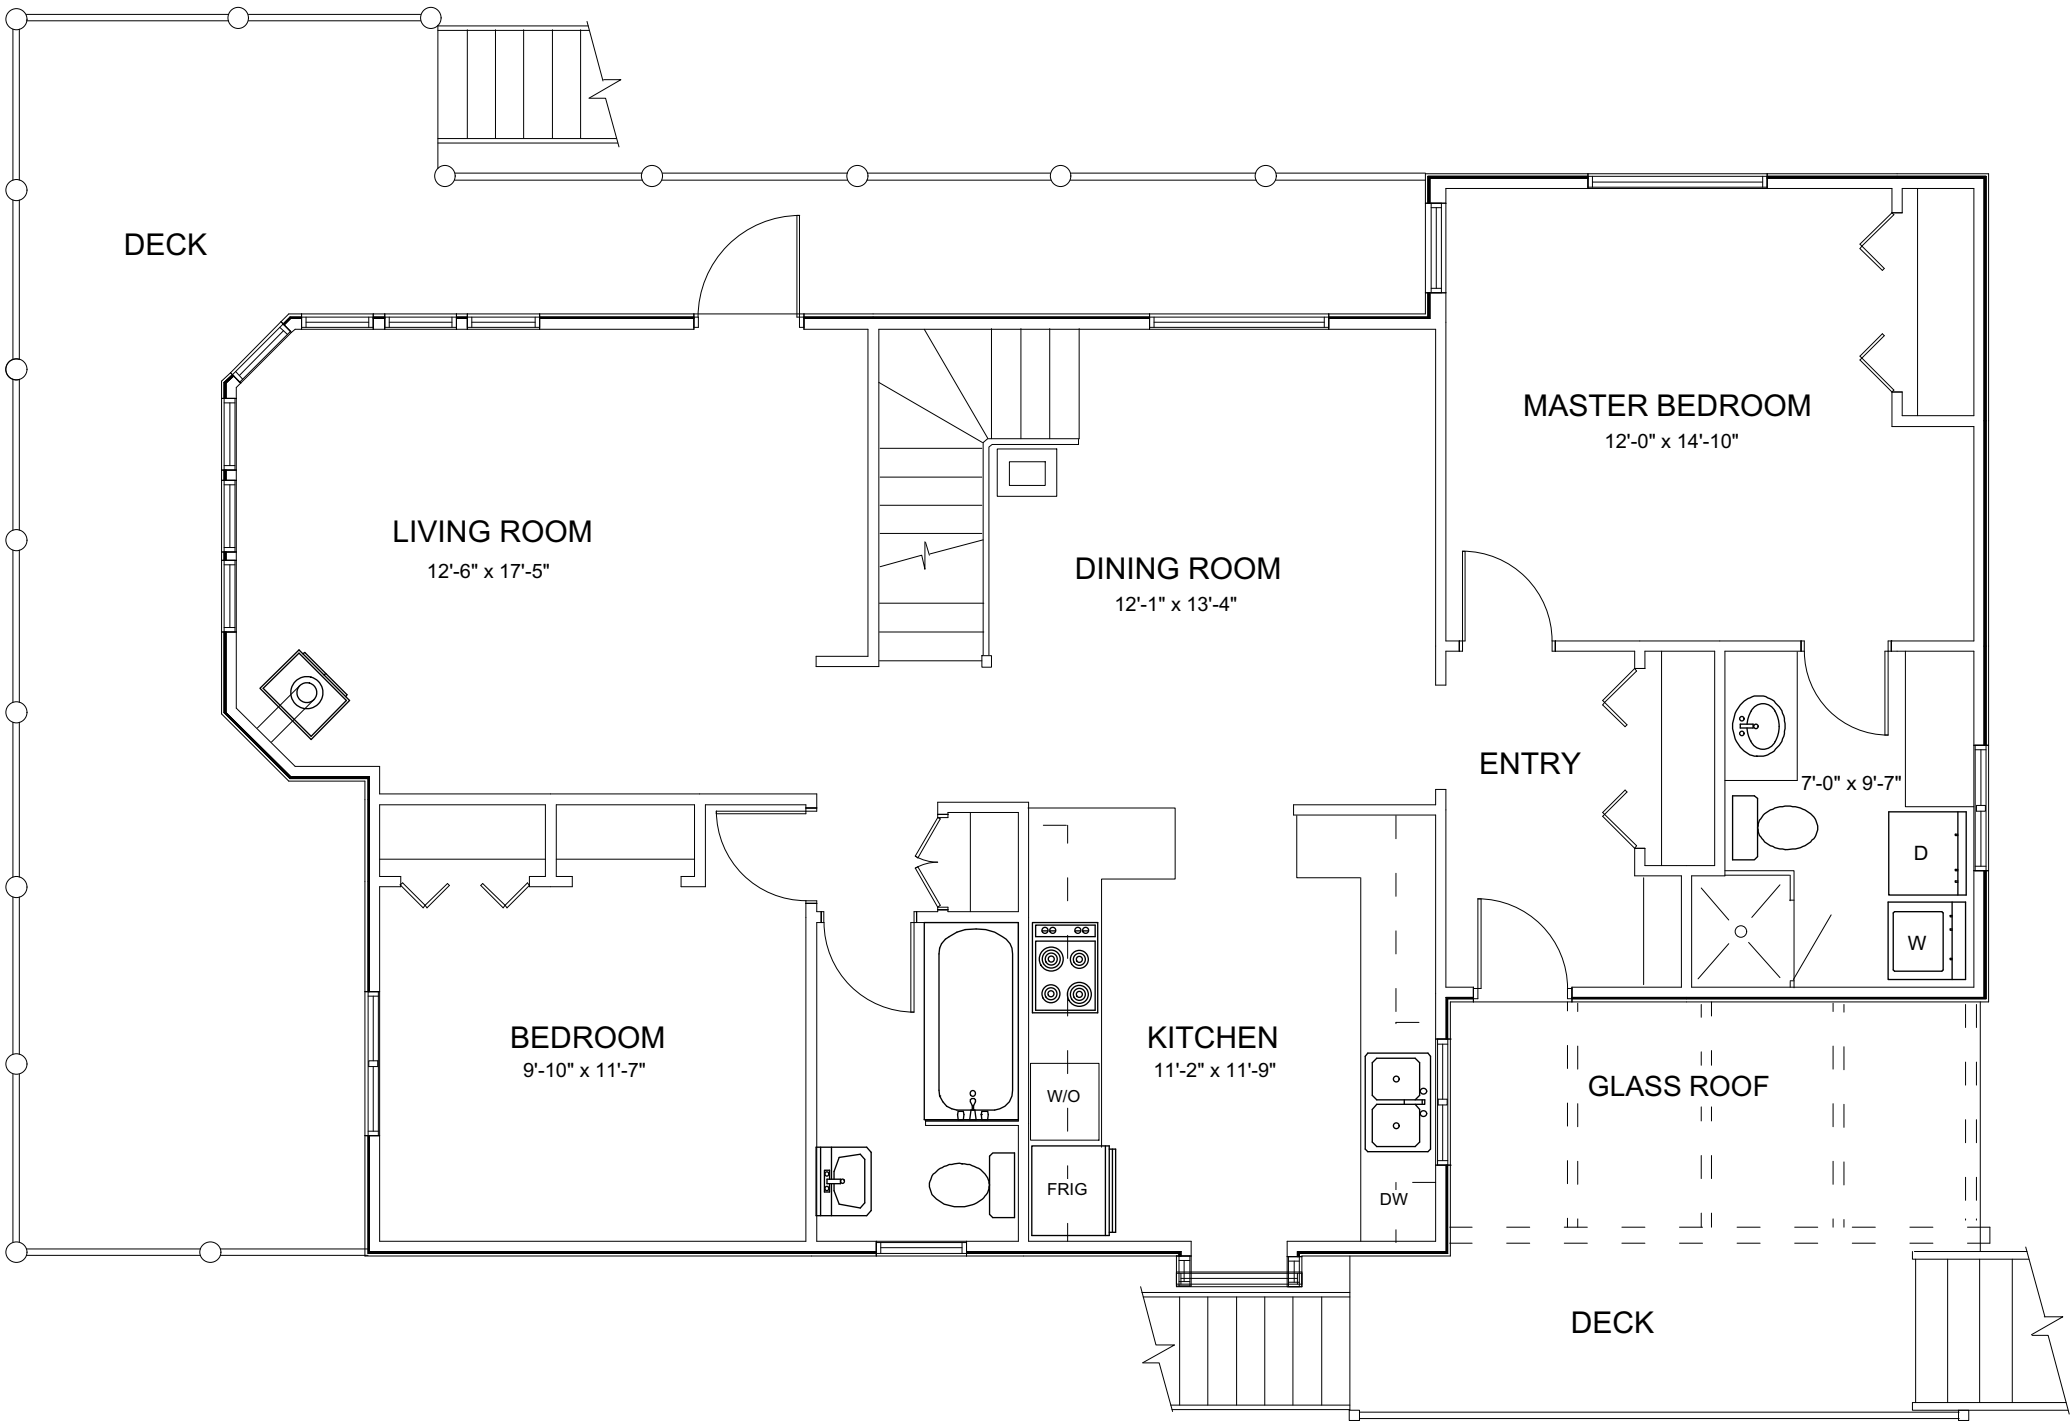 DECK
MASTER BEDROOM
12'-0" x 14'-10"
LIVING ROOM
12'-6" x 17'-5"
DINING ROOM
12'-1" x 13'-4"
ENTRY
7'-0" x 9'-7"
D
W
BEDROOM
9'-10" x 11'-7"
KITCHEN
11'-2" x 11'-9"
W/O
FRIG
DW
GLASS ROOF
DECK